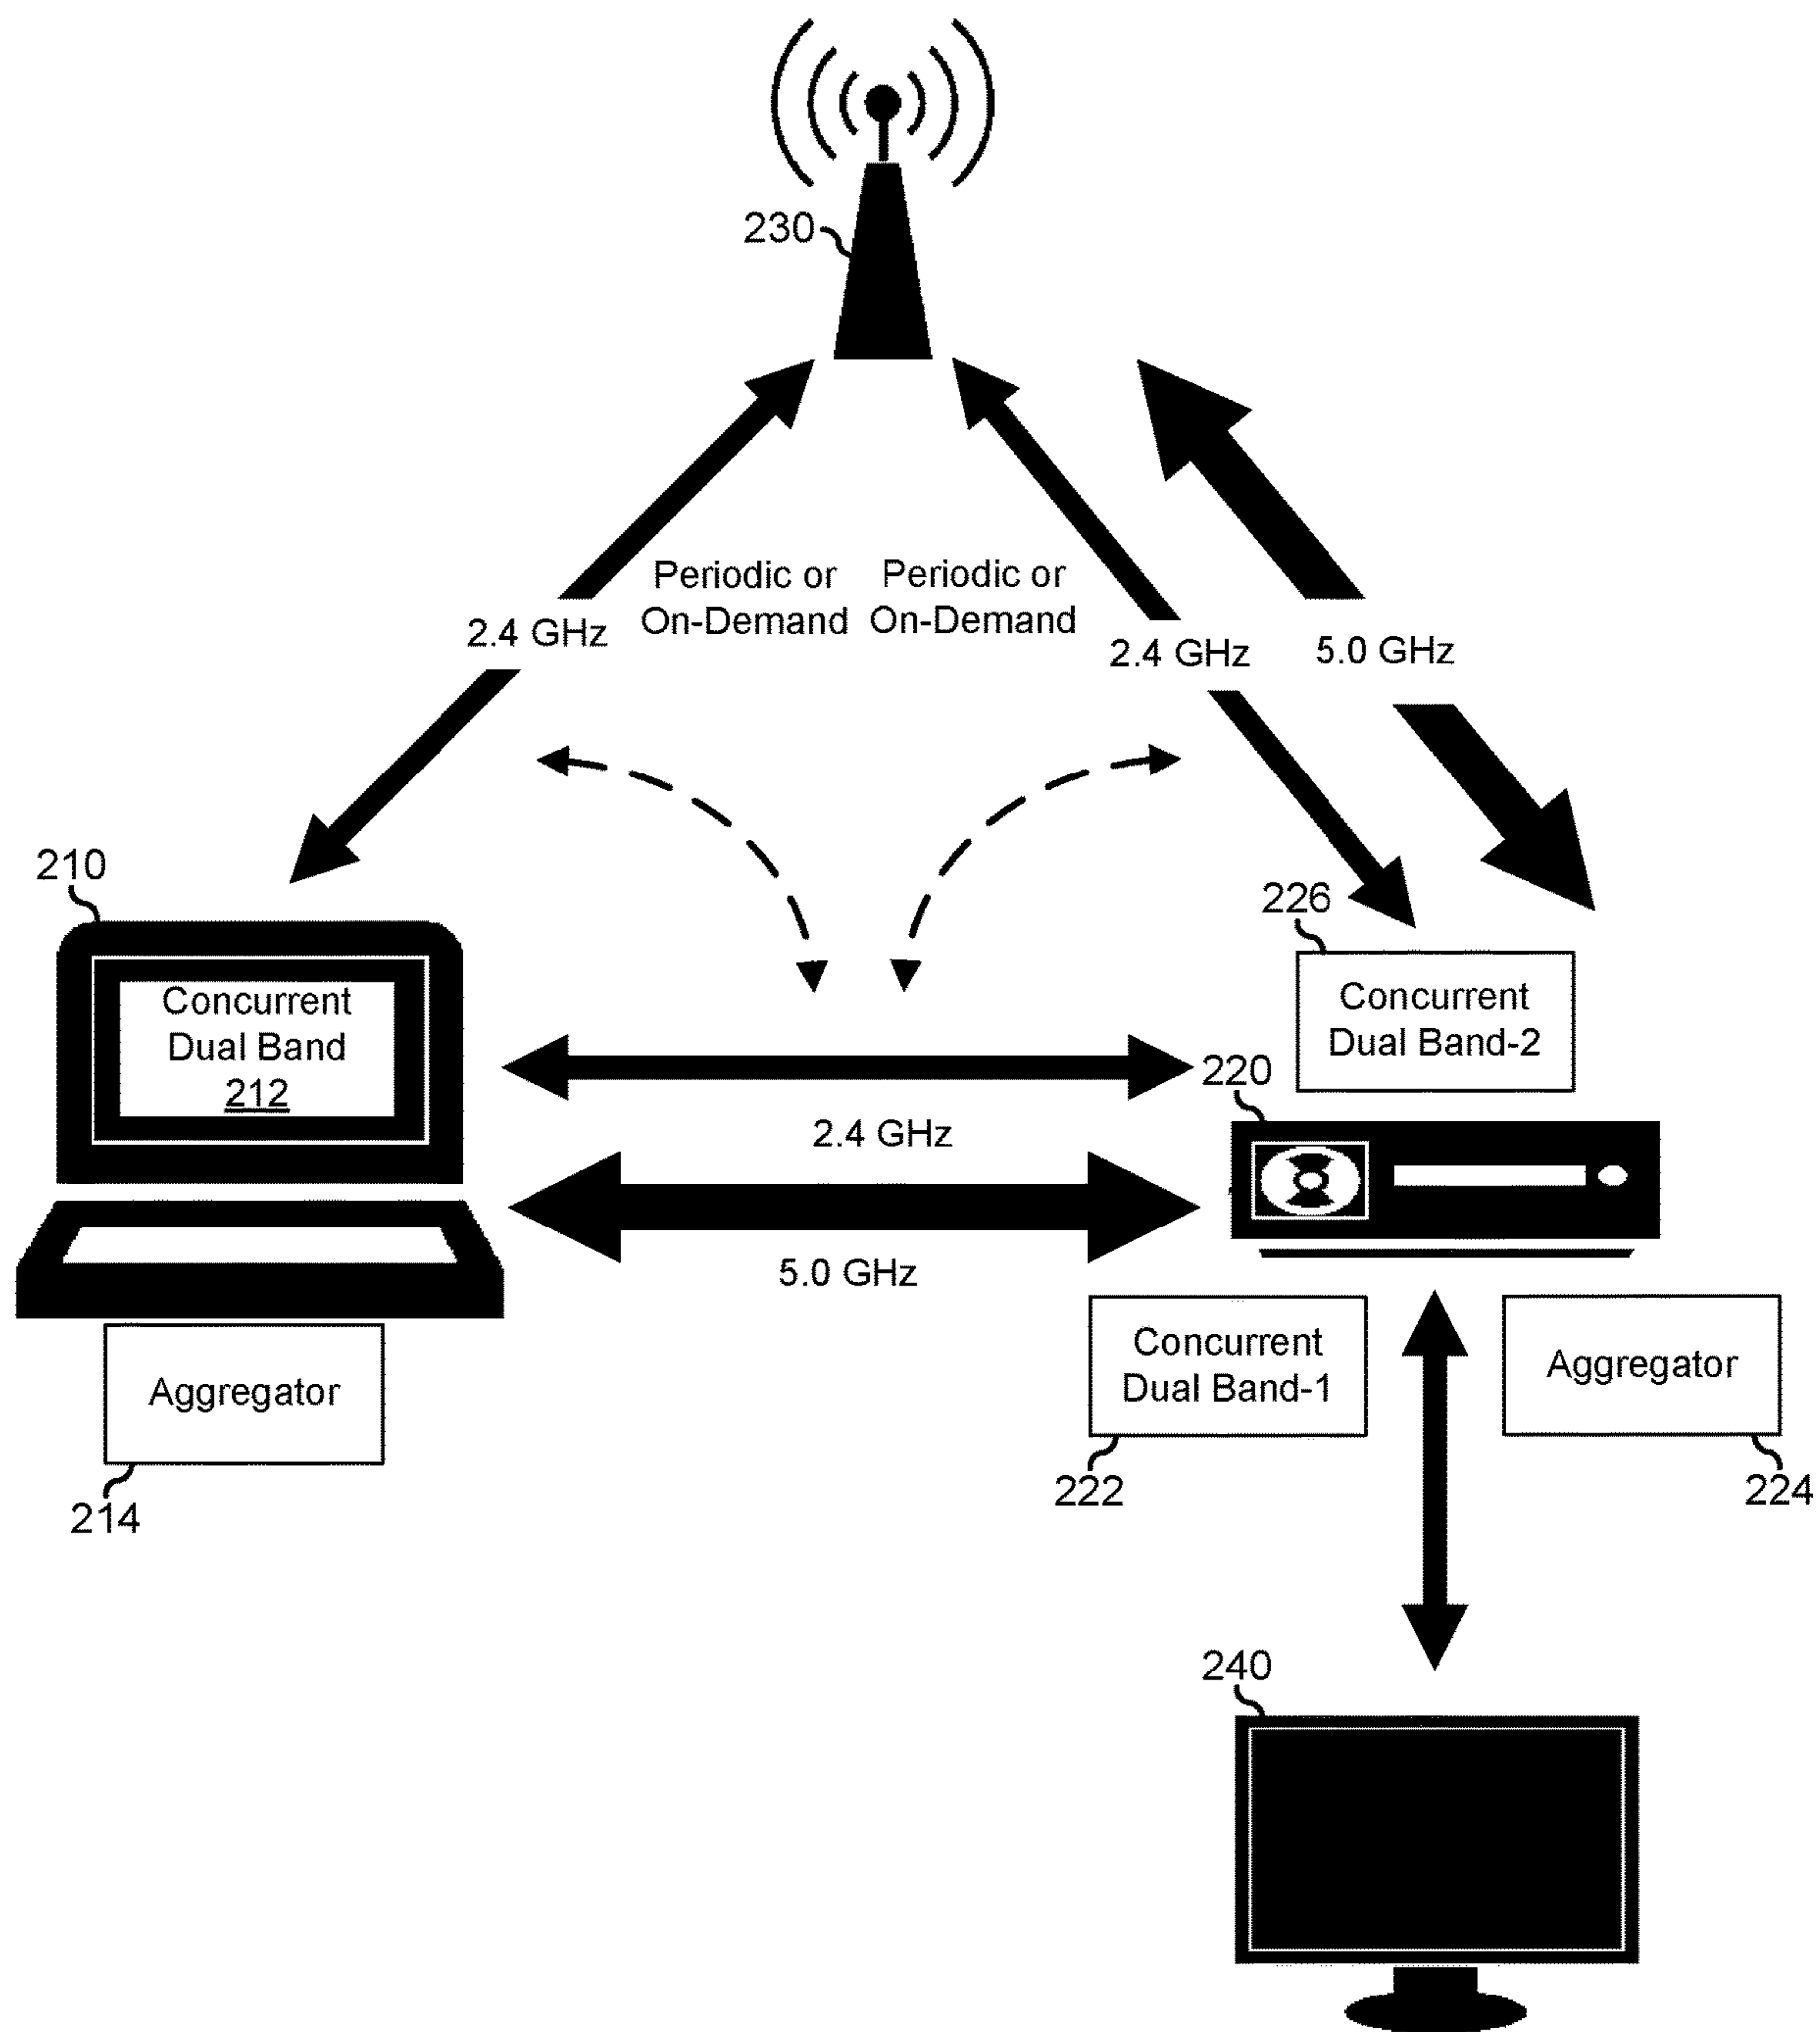 230
Periodic or
On-Demand
Periodic or
On-Demand
2.4 GHz
2.4 GHz
5.0 GHz
210
226
Concurrent
Dual Band
212
Concurrent
Dual Band-2
220
2.4 GHz
5.0 GHz
Concurrent
Dual Band-1
Aggregator
Aggregator
222
224
214
240